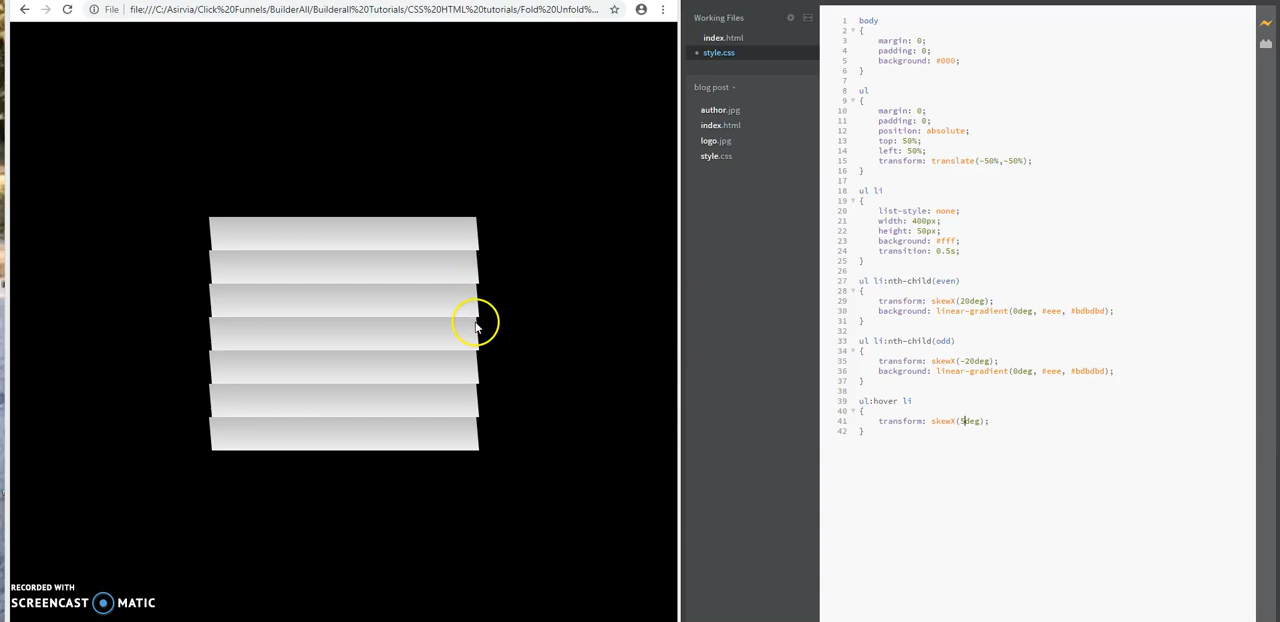 File | file:///C:/Asirvia/Click%20Funnels/BuilderAll/Builderall%20Tutorials/CSS%20HTML%20tutorials/Fold%20Unfold%...
RECORDED WITH
SCREENCAST MATIC
Working Files
index.html
style.css
blog post
author.jpg
index.html
logo.jpg
style.css
1 body
2 {
3 margin: 0;
4 padding: 0;
5 background: #000;
6 }
7
8 ul
9 {
10 margin: 0;
11 padding: 0;
12 position: absolute;
13 top: 50%;
14 left: 50%;
15 transform: translate(-50%,-50%);
16 }
17
18 ul li
19 {
20 list-style: none;
21 width: 400px;
22 height: 50px;
23 background: #fff;
24 transition: 0.5s;
25 }
26
27 ul li:nth-child(even)
28 {
29 transform: skewX(20deg);
30 background: linear-gradient(0deg, #eee, #bdbdbd);
31 }
32
33 ul li:nth-child(odd)
34 {
35 transform: skewX(-20deg);
36 background: linear-gradient(0deg, #eee, #bdbdbd);
37 }
38
39 ul:hover li
40 {
41 transform: skewX(5deg);
42 }